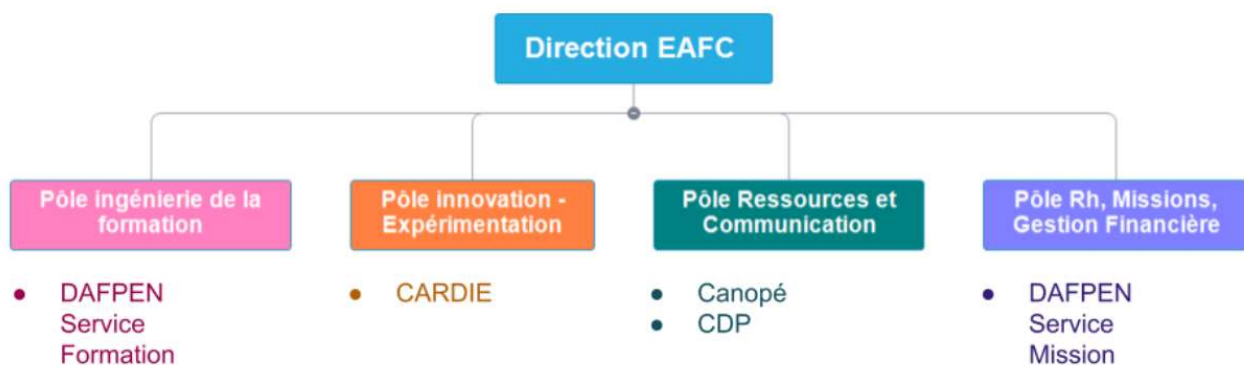 Direction EAFC
Pôle ingénierie de la
formation
Pôle innovation -
Expérimentation
Pôle Ressources et
Communication
Pôle Rh, Missions,
Gestion Financière
● DAFPEN
Service
Formation
● CARDIE
● Canopé
● CDP
● DAFPEN
Service
Mission